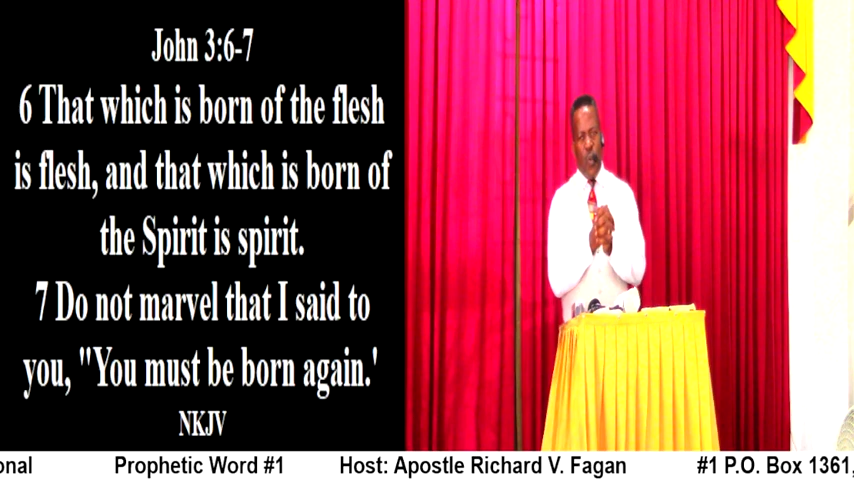 John 3:6-7
6 That which is born of the flesh
is flesh, and that which is born of
the Spirit is spirit.
7 Do not marvel that I said to
you, "You must be born again.'
NKJV
onal Prophetic Word #1 Host: Apostle Richard V. Fagan #1 P.O. Box 1361,